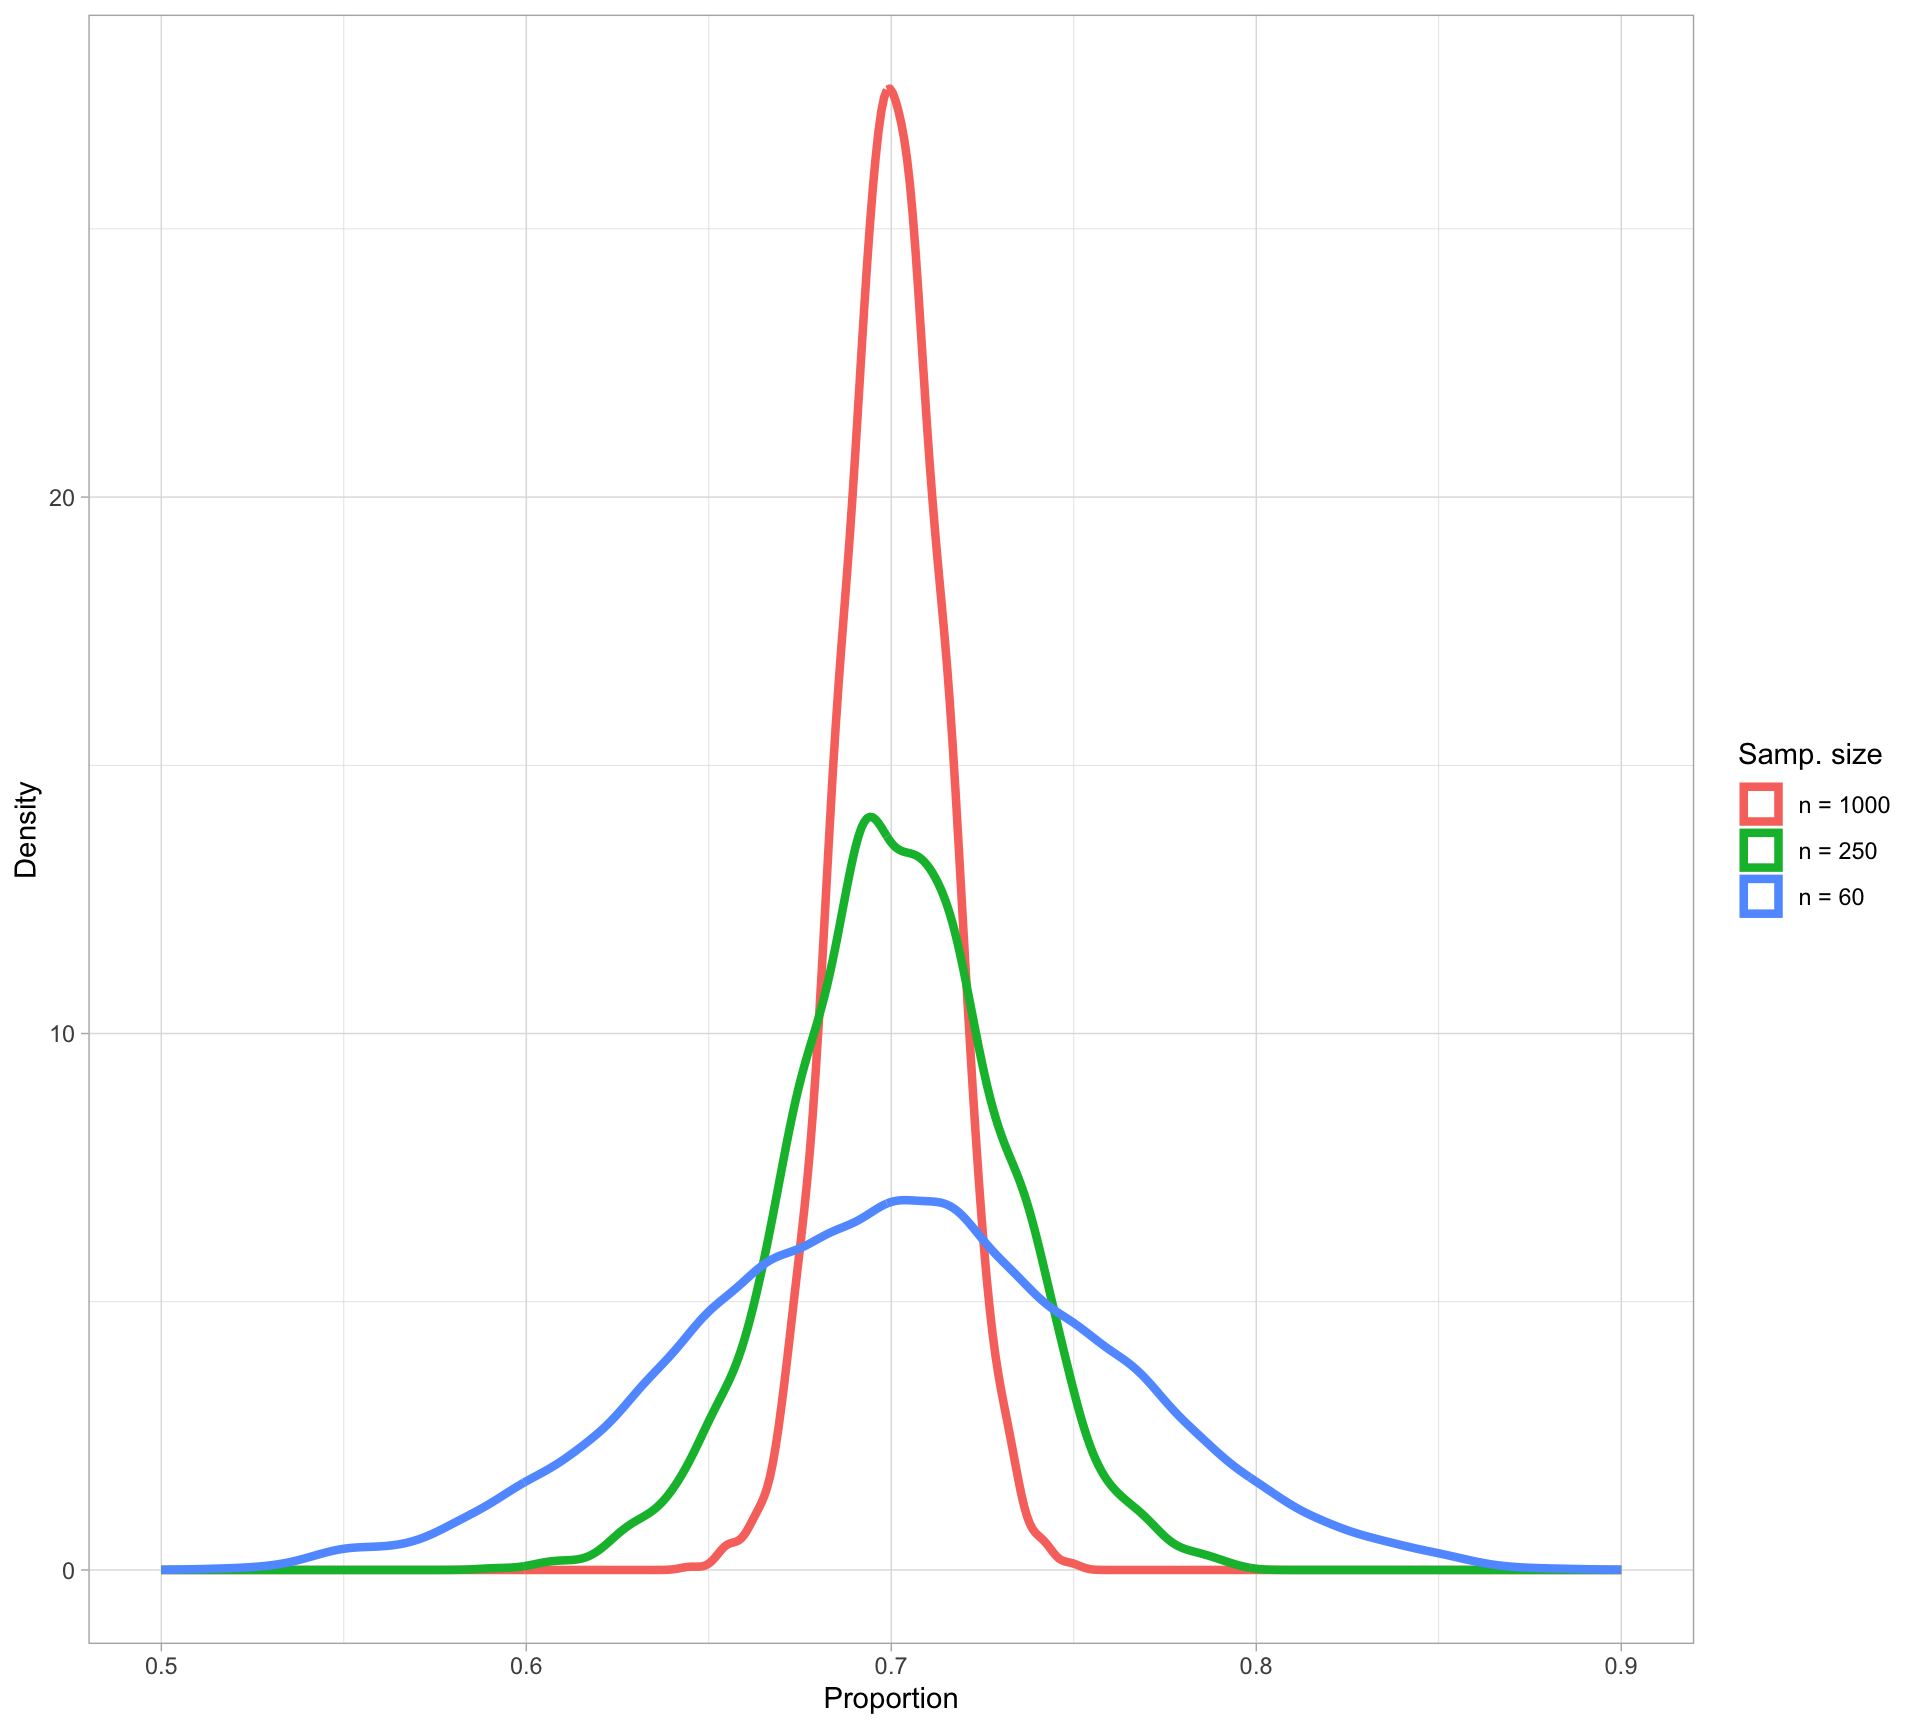 Density
20
10
0
0.5 0.6 0.7 0.8 0.9
Proportion
Samp. size
n = 1000
n = 250
n = 60